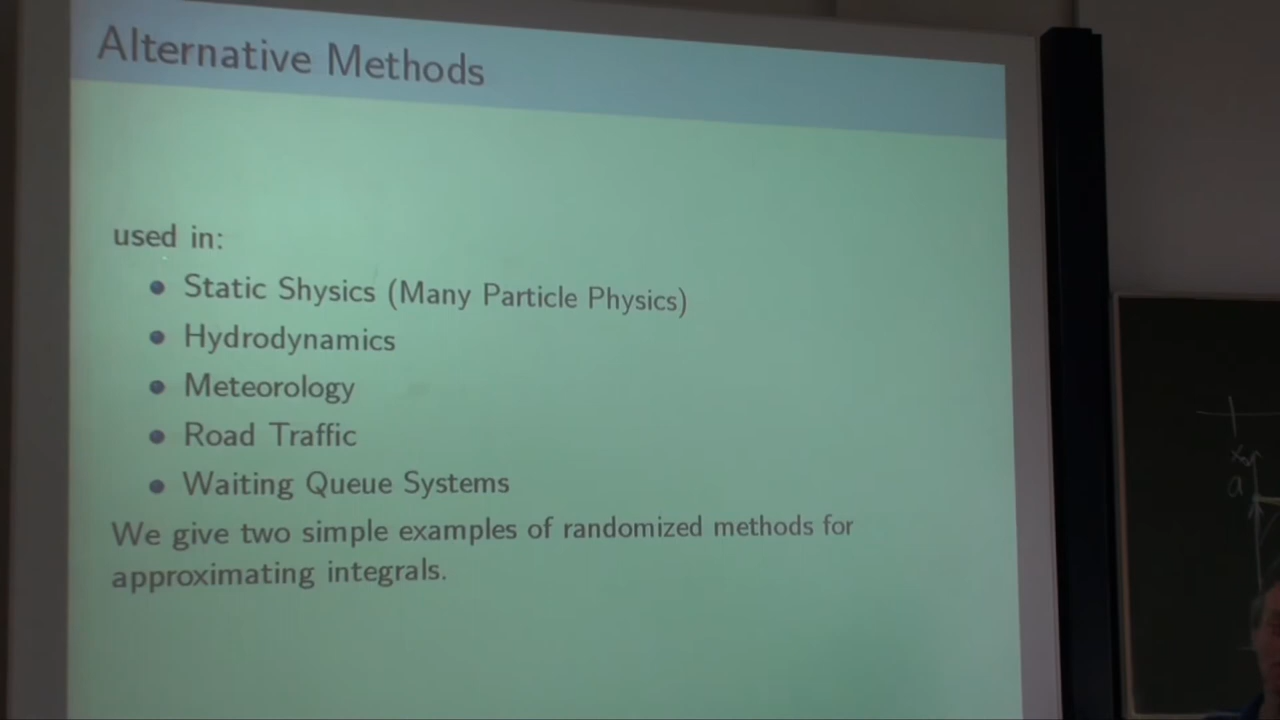 Alternative Methods
used in:
Static Shysics (Many Particle Physics)
Hydrodynamics
Meteorology
Road Traffic
Waiting Queue Systems
We give two simple examples of randomized methods for
approximating integrals.
a